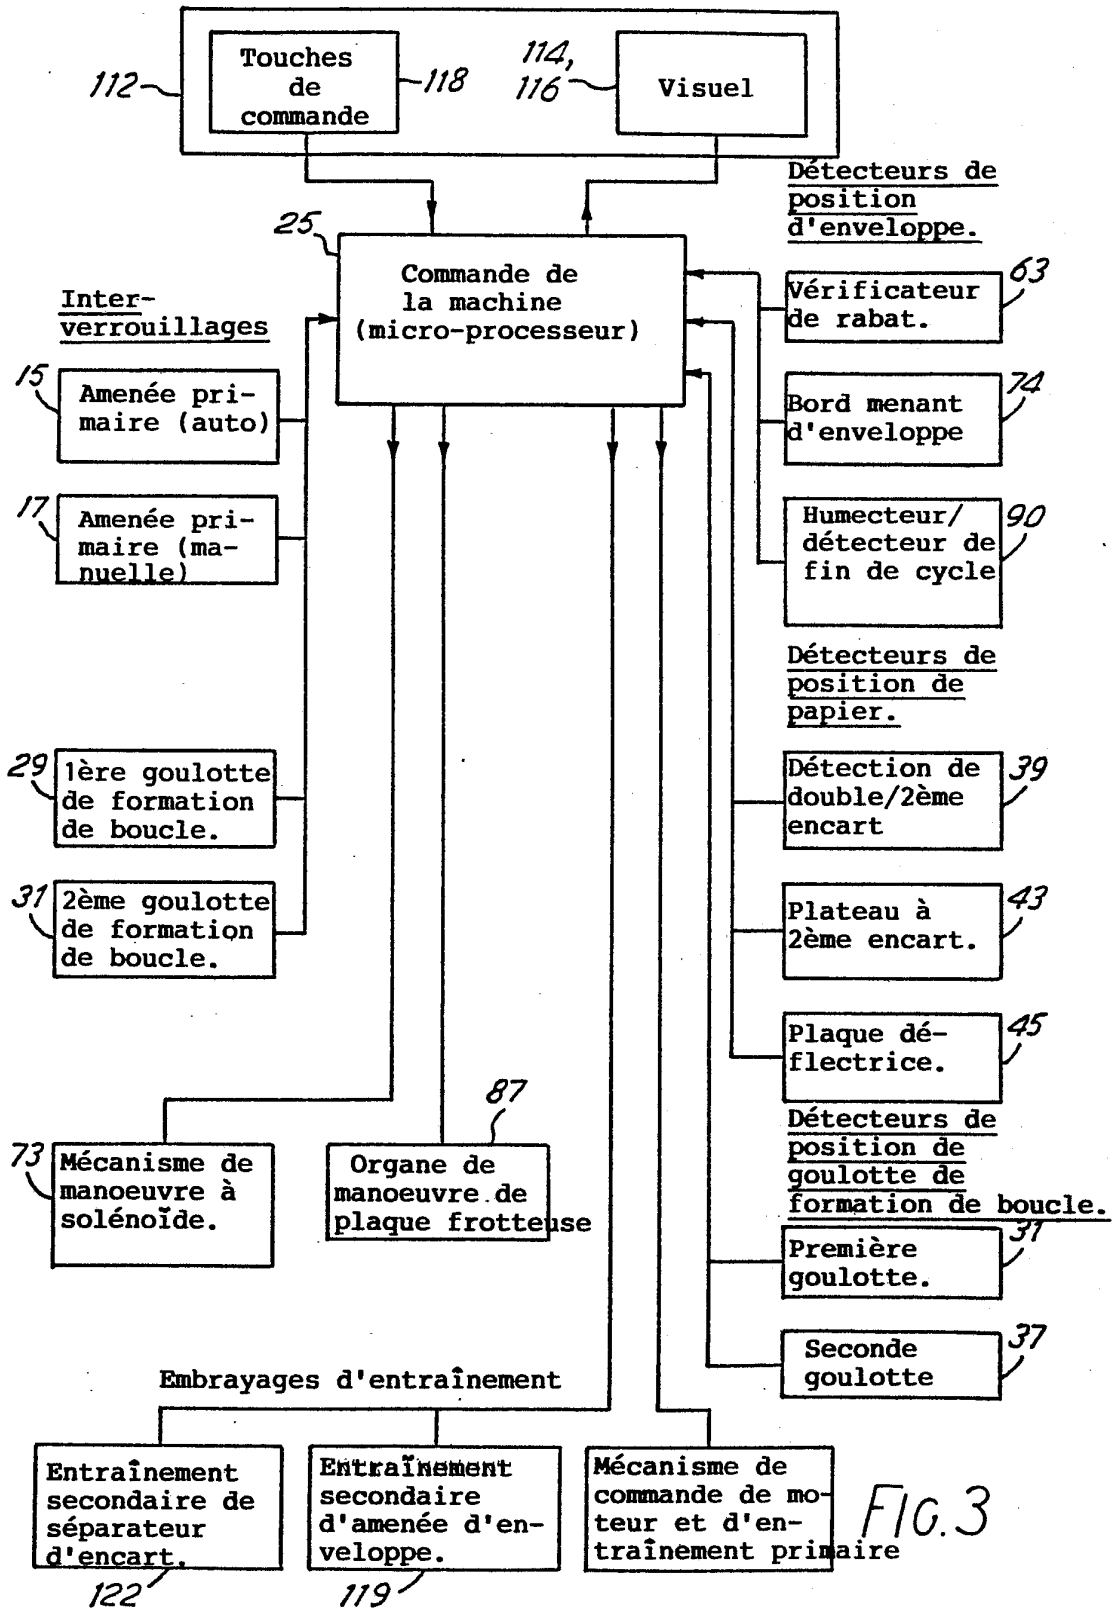 112
Touches
de
commande
118
114,
116
Visuel
Détecteurs de
position
d'enveloppe.
25
Commande de
la machine
(micro-processeur)
Inter-
verrouillages
15
Amenée pri-
maire (auto)
17
Amenée pri-
maire (ma-
nuelle)
29
1ère goulotte
de formation
de boucle.
31
2ème goulotte
de formation
de boucle.
63
Vérificateur
de rabat.
74
Bord menant
d'enveloppe
90
Humecteur/
détecteur de
fin de cycle
Détecteurs de
position de
papier.
39
Détection de
double/2ème
encart
43
Plateau à
2ème encart.
45
Plaque dé-
flectrice.
Détecteurs de
position de
goulotte de
formation de boucle.
31
Première
goulotte.
37
Seconde
goulotte
73
Mécanisme de
manoeuvre à
solénoïde.
87
Organe de
manoeuvre de
plaque frotteuse
Embrayages d'entraînement
Entraînement
secondaire de
séparateur
d'encart.
122
Entraînement
secondaire
d'amenée d'en-
veloppe.
119
Mécanisme de
commande de mo-
teur et d'en-
traînement primaire
FIG. 3